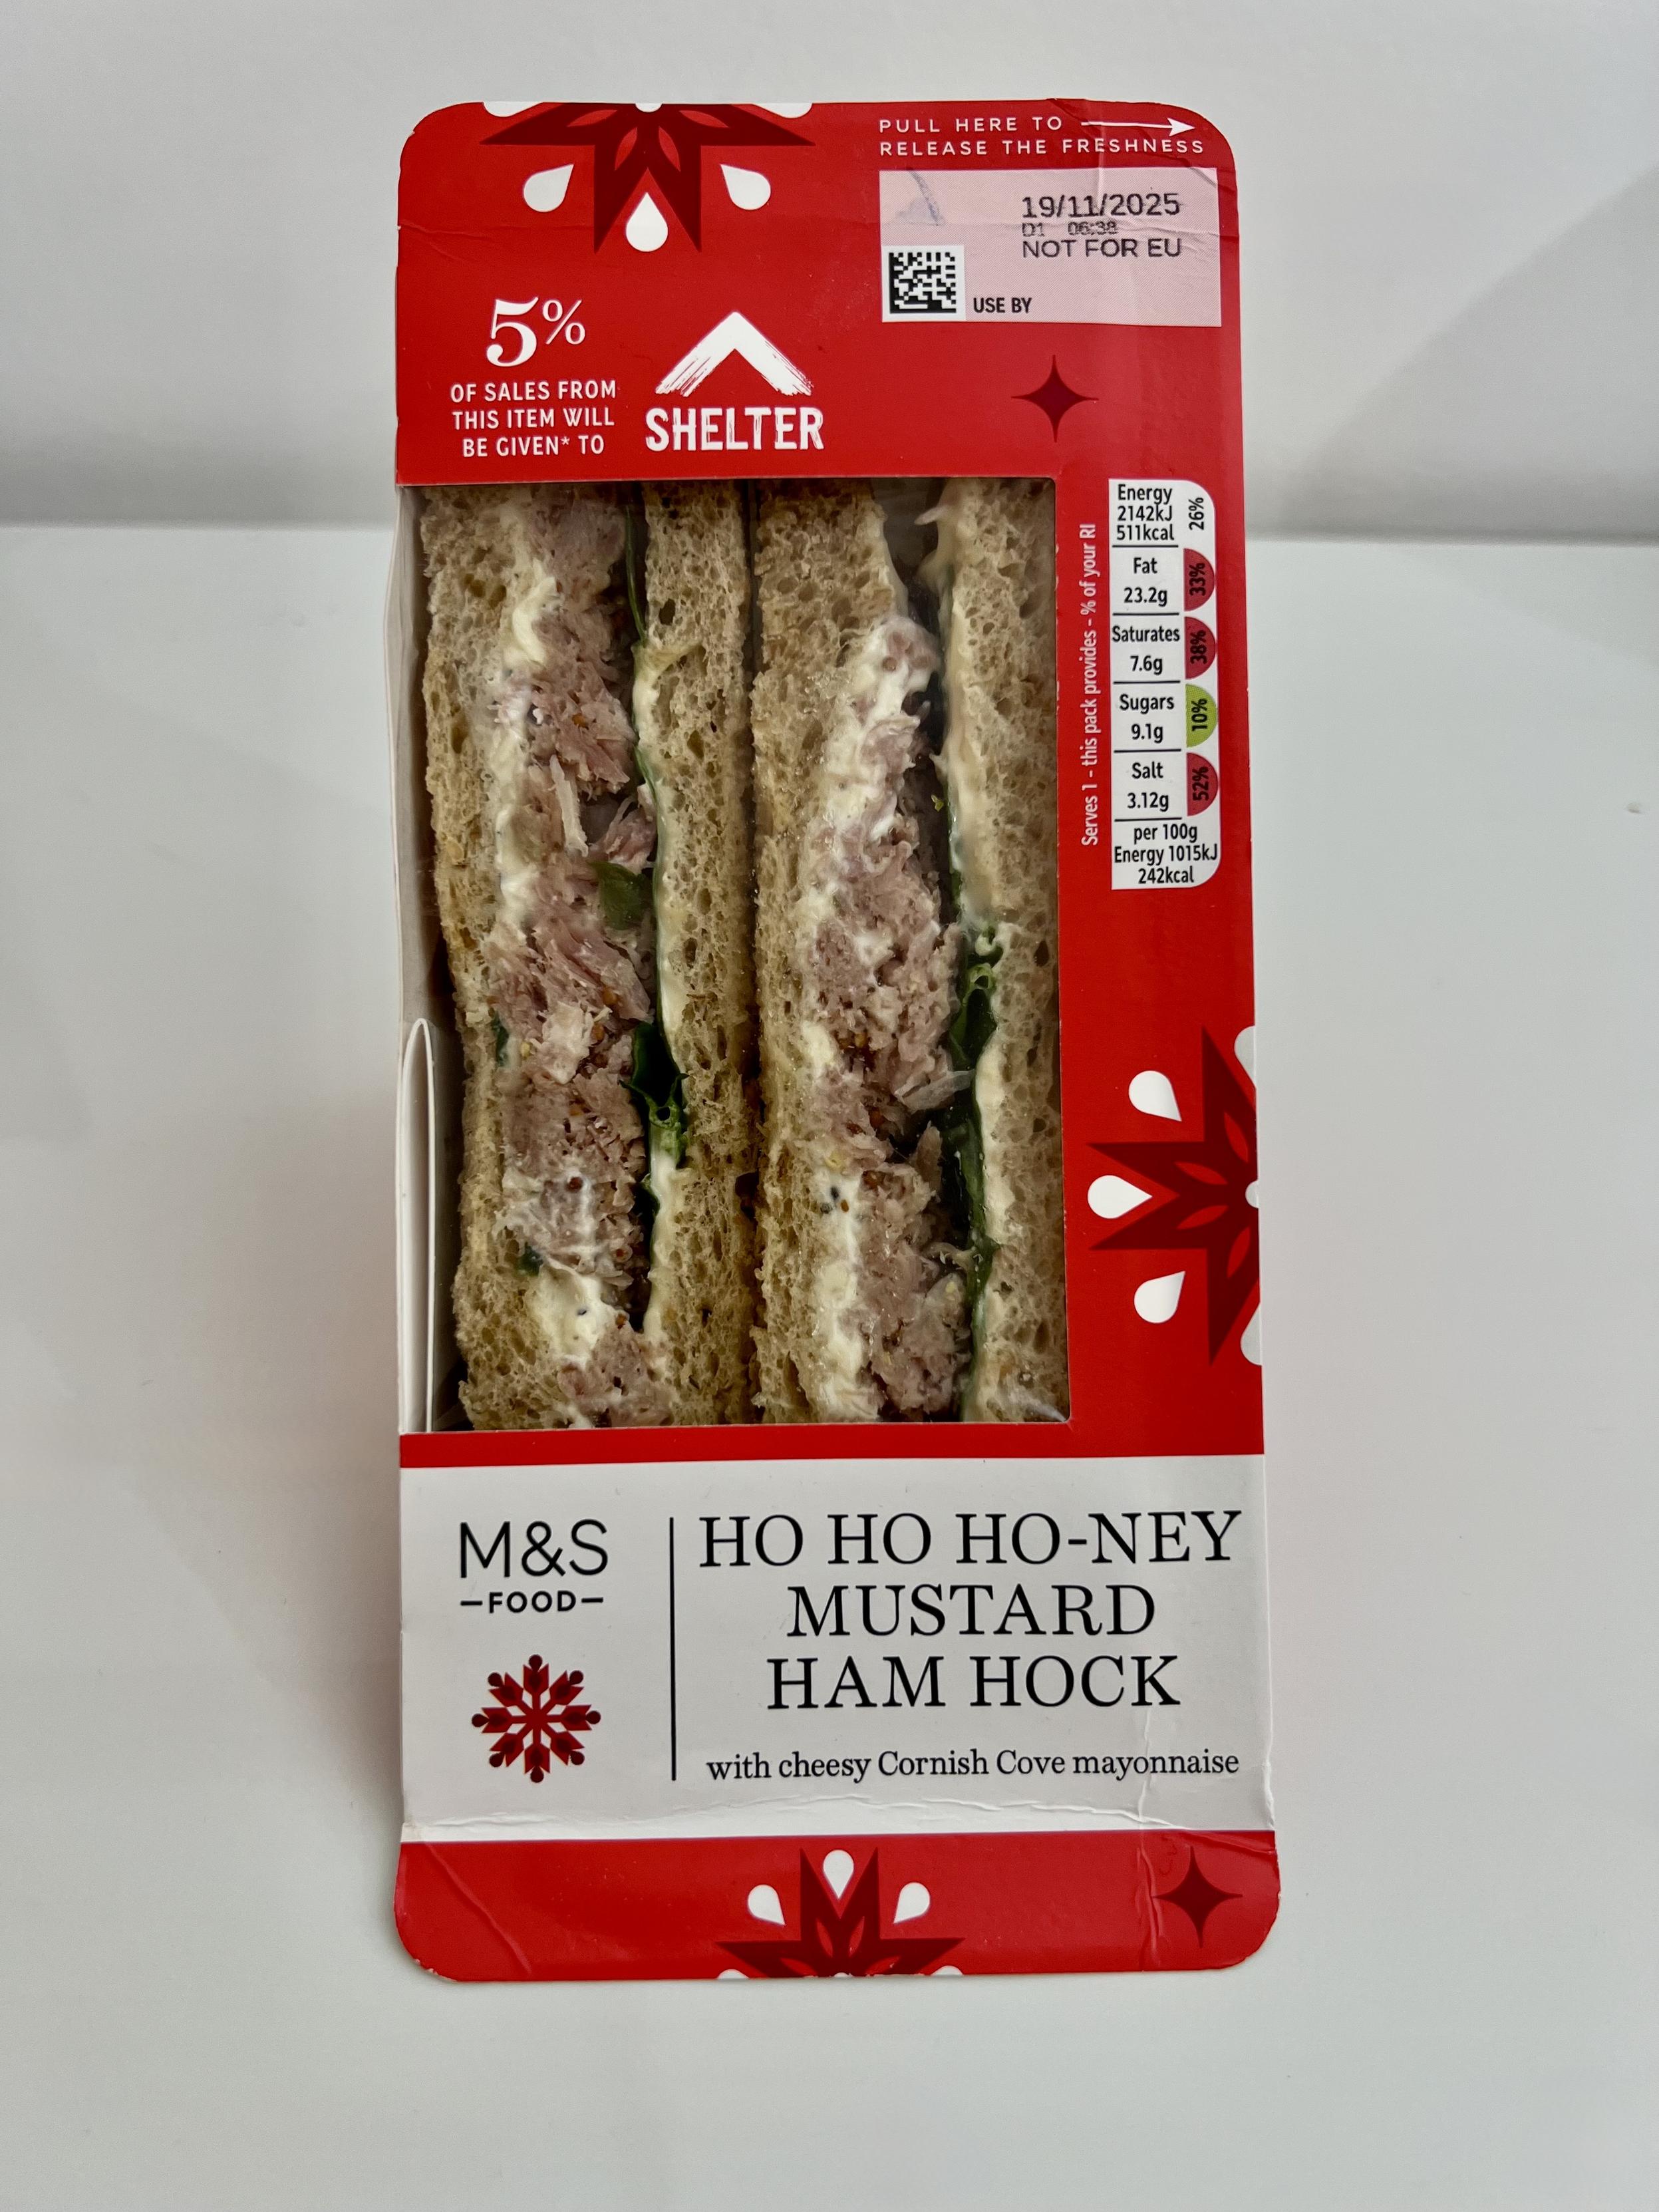 PULL HERE TO
RELEASE THE FRESHNESS
19/11/2025
D1 06:38
NOT FOR EU
USE BY
5%
OF SALES FROM
THIS ITEM WILL
BE GIVEN* TO
SHELTER
Serves 1 - this pack provides - % of your RI
Energy
2142kJ
511kcal
26%
Fat
23.2g
33%
Saturates
7.6g
38%
Sugars
9.1g
10%
Salt
3.12g
52%
per 100g
Energy 1015kJ
242kcal
M&S
FOOD
HO HO HO-NEY
MUSTARD
HAM HOCK
with cheesy Cornish Cove mayonnaise